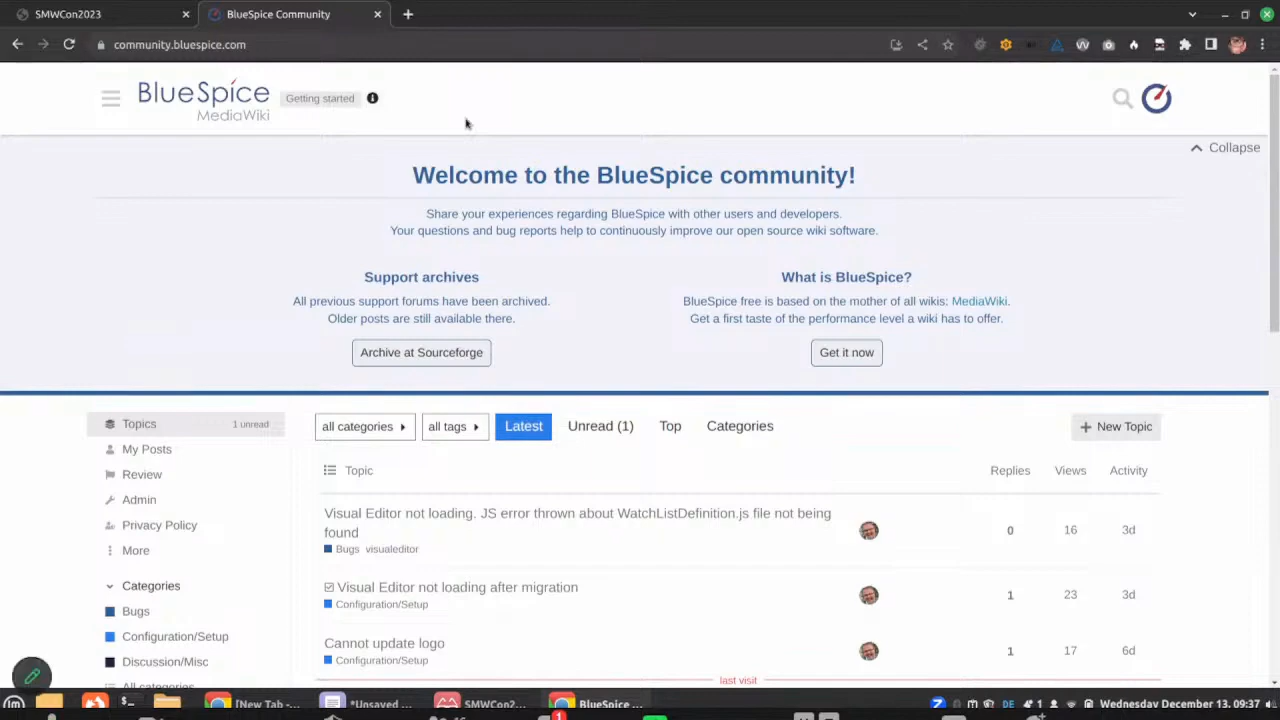 SMWCon2023
BlueSpice Community
community.bluespice.com
BlueSpice
MediaWiki
Getting started
Collapse
Welcome to the BlueSpice community!
Share your experiences regarding BlueSpice with other users and developers.
Your questions and bug reports help to continuously improve our open source wiki software.
Support archives
All previous support forums have been archived.
Older posts are still available there.
Archive at Sourceforge
What is BlueSpice?
BlueSpice free is based on the mother of all wikis: MediaWiki.
Get a first taste of the performance level a wiki has to offer.
Get it now
Topics 1 unread
My Posts
Review
Admin
Privacy Policy
More
Categories
Bugs
Configuration/Setup
Discussion/Misc
All categories
all categories all tags Latest Unread (1) Top Categories + New Topic
Topic Replies Views Activity
Visual Editor not loading. JS error thrown about WatchListDefinition.js file not being
found 0 16 3d
Bugs visualeditor
Visual Editor not loading after migration 1 23 3d
Configuration/Setup
Cannot update logo 1 17 6d
Configuration/Setup
last visit
[New Tab - ... *Unsaved ... SMWCon2... BlueSpice ... DE 1 Wednesday December 13, 09:37
1